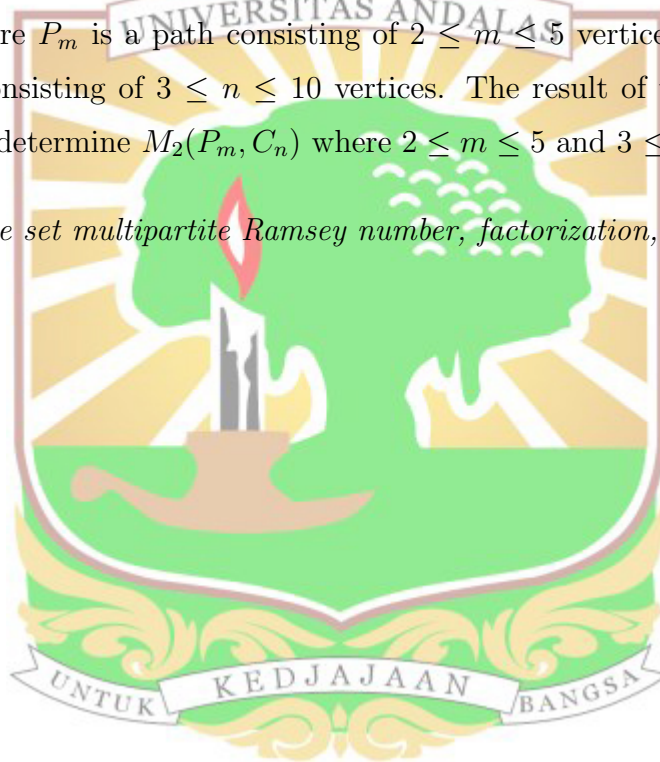 UNIVERSITAS ANDALAS
re $P_m$ is a path consisting of $2 \leq m \leq 5$ vertice
onsisting of $3 \leq n \leq 10$ vertices. The result of
determine $M_2(P_m, C_n)$ where $2 \leq m \leq 5$ and $3 \leq$
e set multipartite Ramsey number, factorization,
UNTUK KEDJAJAAN BANGSA